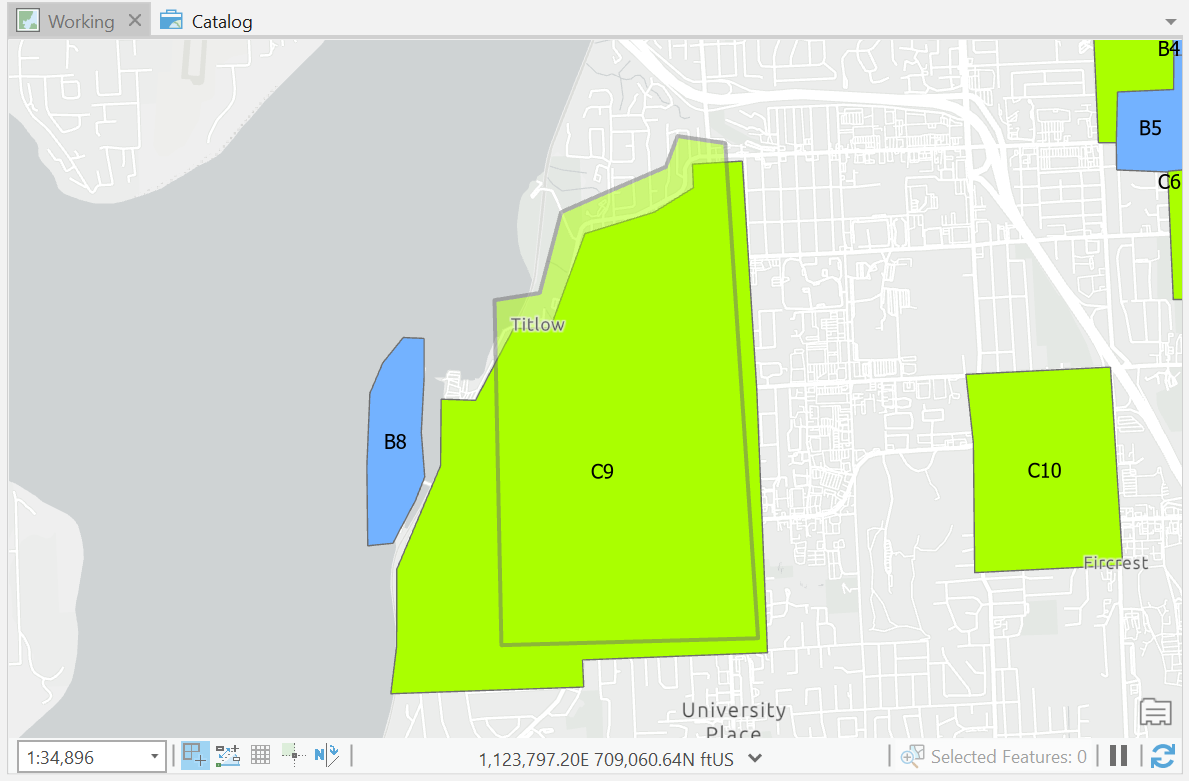 Working
Catalog
B4
B5
C6
Titlow
B8
C9
C10
Fircrest
University
Place
1:34,896
N
1,123,797.20E 709,060.64N ftUS
Selected Features: 0